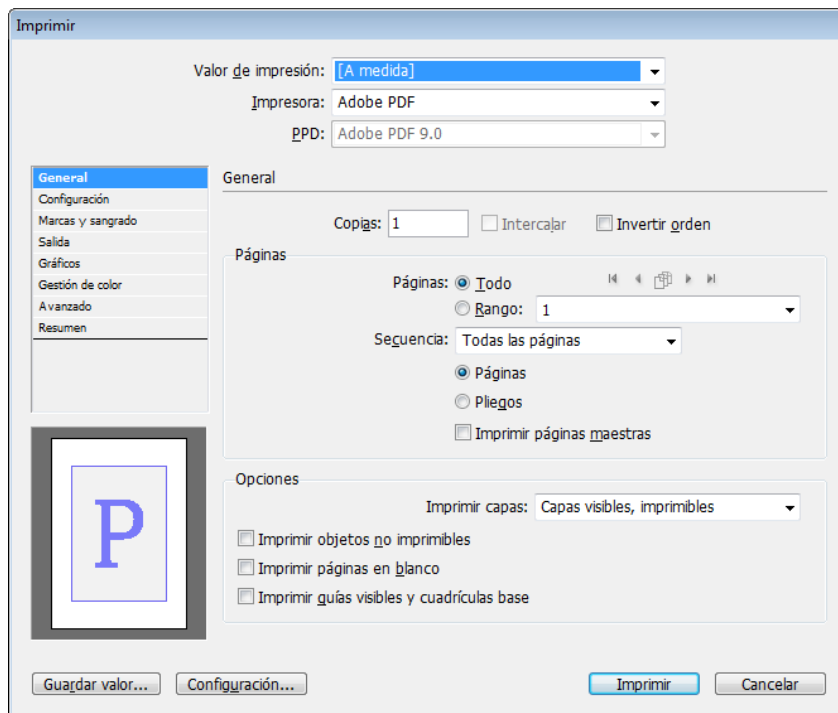 Imprimir
Valor de impresión: [A medida]
Impresora: Adobe PDF
PPD: Adobe PDF 9.0
General
Configuración
Marcas y sangrado
Salida
Gráficos
Gestión de color
Avanzado
Resumen
General
Copias: 1 Intercalar Invertir orden
Páginas
Páginas: Todo
Rango: 1
Secuencia: Todas las páginas
Páginas
Pliegos
Imprimir páginas maestras
P
Opciones
Imprimir capas: Capas visibles, imprimibles
Imprimir objetos no imprimibles
Imprimir páginas en blanco
Imprimir guías visibles y cuadrículas base
Guardar valor... Configuración... Imprimir Cancelar